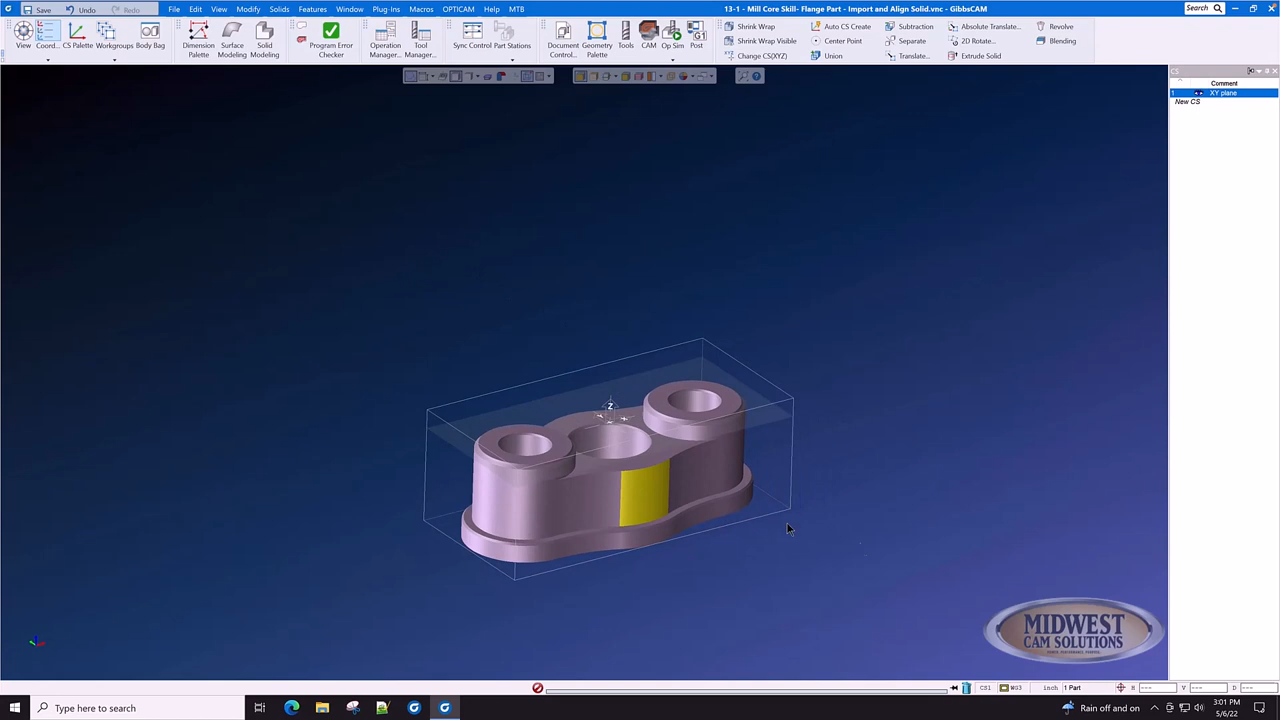 Save
Undo
Redo
File Edit View Modify Solids Features Window Plug-Ins Macros OPTICAM Help MTB
13-1 - Mill Core Skill- Flange Part - Import and Align Solid.vnc - GibbsCAM
Search
View
Coord...
CS Palette
Workgroups
Body Bag
Dimension Palette
Surface Modeling
Solid Modeling
Program Error Checker
Operation Manager...
Tool Manager...
Sync Control
Part Stations
Document Control
Geometry Palette
Tools
CAM
Op Sim
Post
Shrink Wrap
Shrink Wrap Visible
Change CS(XYZ)
Auto CS Create
Center Point
Union
Subtraction
Separate
Translate...
Absolute Translate...
2D Rotate...
Extrude Solid
Revolve
Blending
CS
Comment
1 XY plane
New CS
Z
MIDWEST
CAM SOLUTIONS
CS1
WG3
inch
1 Part
H ---
V ---
D ---
Type here to search
Rain off and on
3:01 PM
5/6/22